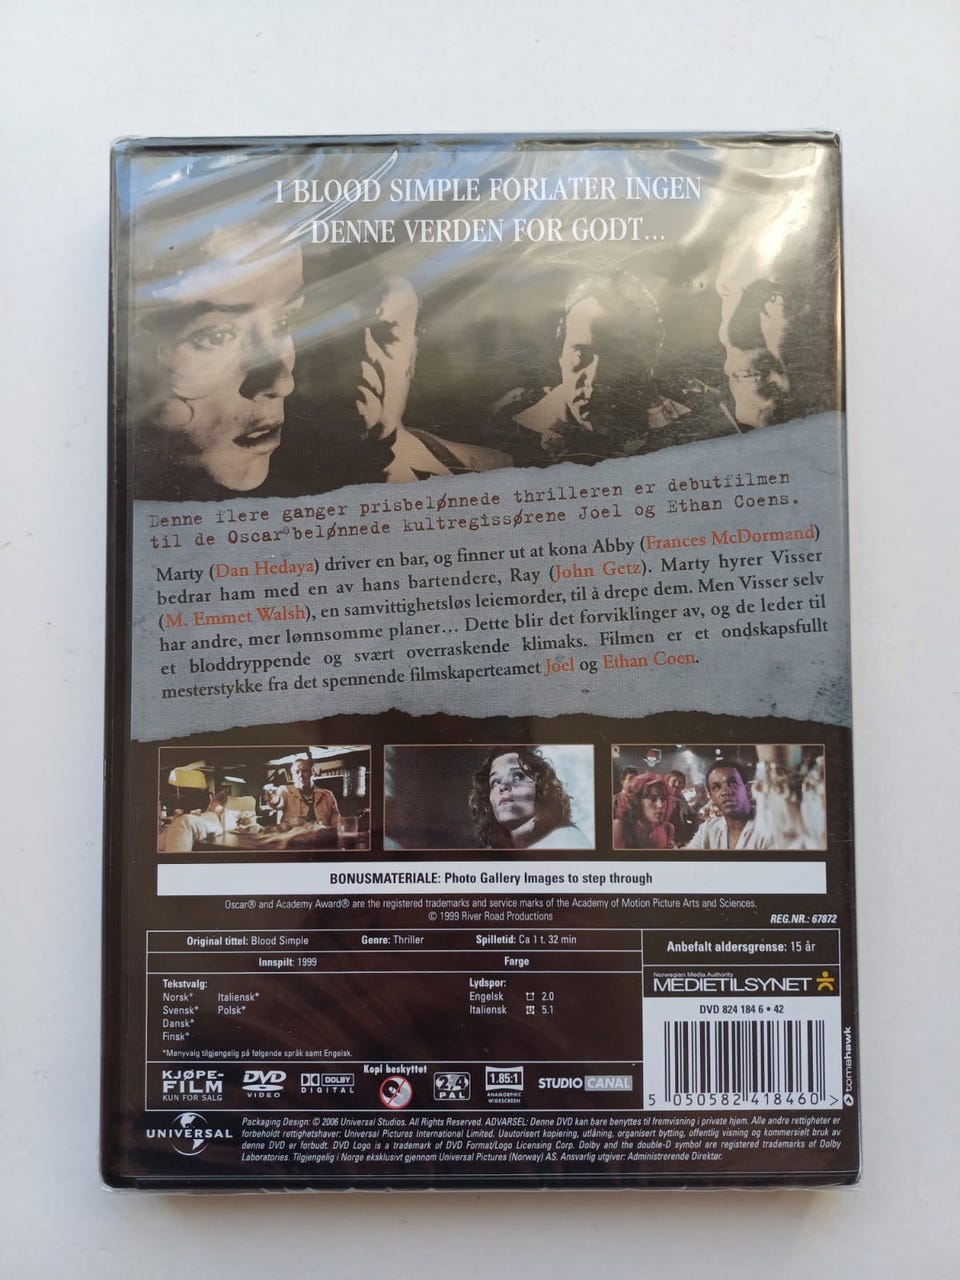 I BLOOD SIMPLE FORLATER INGEN
DENNE VERDEN FOR GODT...
Denne flere ganger prisbelønnede thrilleren er debutfilmen
til de Oscar® belønnede kultregissørene Joel og Ethan Coens.
Marty (Dan Hedaya) driver en bar, og finner ut at kona Abby (Frances McDormand)
bedrar ham med en av hans bartendere, Ray (John Getz). Marty hyrer Visser
(M. Emmet Walsh), en samvittighetsløs leiemorder, til å drepe dem. Men Visser selv
har andre, mer lønnsomme planer... Dette blir det forviklinger av, og de leder til
et bloddryppende og svært overraskende klimaks. Filmen er et ondskapsfullt
mesterstykke fra det spennende filmskaperteamet Joel og Ethan Coen.
BONUSMATERIALE: Photo Gallery Images to step through
Oscar® and Academy Award® are the registered trademarks and service marks of the Academy of Motion Picture Arts and Sciences.
© 1999 River Road Productions
REG.NR.: 67872
Original tittel: Blood Simple Genre: Thriller Spilletid: Ca 1 t. 32 min
Innspilt: 1999 Farge
Anbefalt aldersgrense: 15 år
Norwegian Media Authority
MEDIETILSYNET
Tekstvalg:
Norsk* Italiensk*
Svensk* Polsk*
Dansk*
Finsk*
*Menyvalg tilgjengelig på følgende språk samt Engelsk.
Lydspor:
Engelsk 2.0
Italiensk 5.1
DVD 824 184 6 • 42
5 050582 418460 >
tomahawk
KJØPE-
FILM
KUN FOR SALG
DVD
VIDEO
DOLBY
DIGITAL
Kopi beskyttet
2,4
PAL
1.85:1
ANAMORPHIC
WIDESCREEN
STUDIO CANAL
UNIVERSAL
Packaging Design: © 2006 Universal Studios. All Rights Reserved. ADVARSEL: Denne DVD kan bare benyttes til fremvisning i private hjem. Alle andre rettigheter er
forbeholdt rettighetshaver: Universal Pictures International Limited. Uautorisert kopiering, utlåning, organisert bytting, offentlig visning og kommersielt bruk av
denne DVD er forbudt. DVD Logo is a trademark of DVD Format/Logo Licensing Corp. Dolby and the double-D symbol are registered trademarks of Dolby
Laboratories. Tilgjengelig i Norge eksklusivt gjennom Universal Pictures (Norway) AS. Ansvarlig utgiver: Administrerende Direktør.